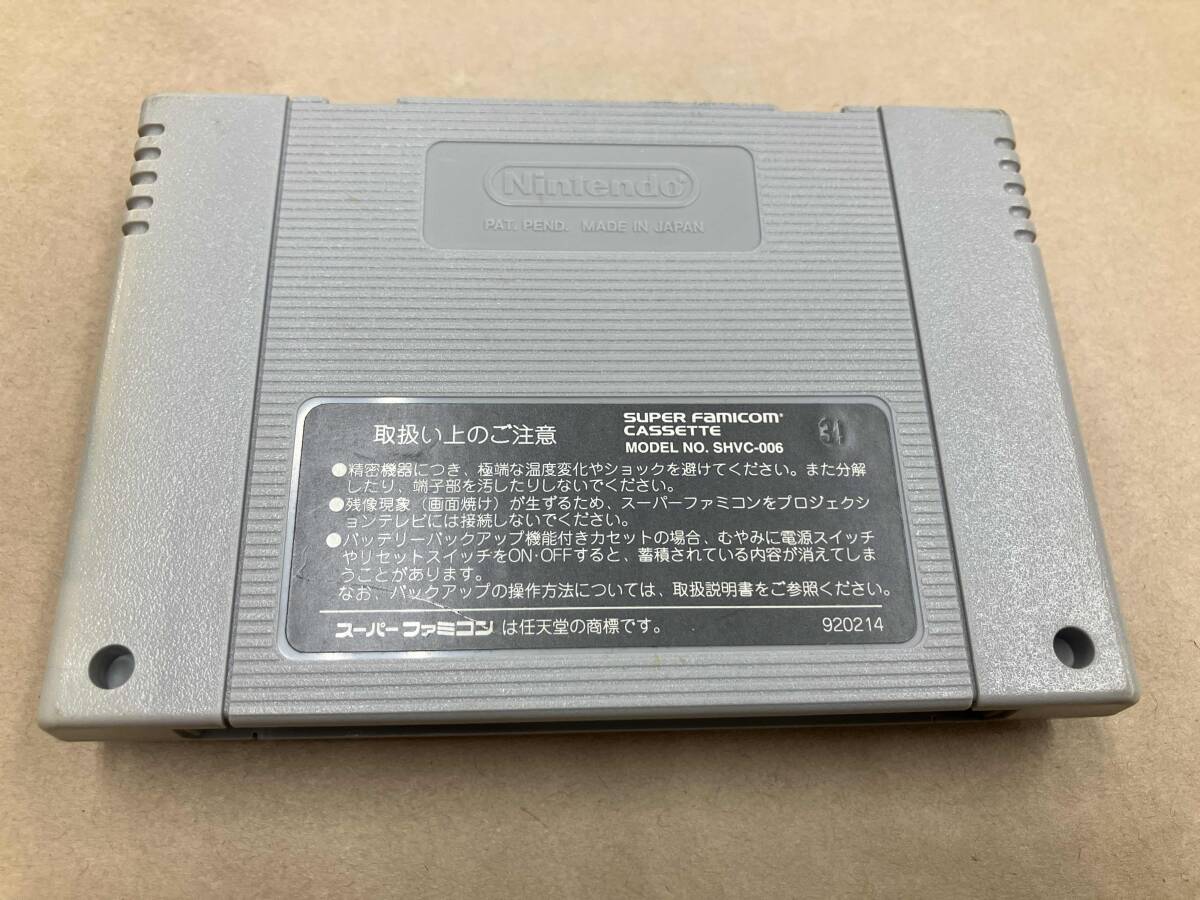 Nintendo®
PAT. PEND. MADE IN JAPAN
取扱い上のご注意
SUPER FAMICOM®
CASSETTE
MODEL NO. SHVC-006
34
●精密機器につき、極端な温度変化やショックを避けてください。また分解
したり、端子部を汚したりしないでください。
●残像現象（画面焼け）が生ずるため、スーパーファミコンをプロジェクシ
ョンテレビには接続しないでください。
●バッテリーバックアップ機能付きカセットの場合、むやみに電源スイッチ
やリセットスイッチをON・OFFすると、蓄積されている内容が消えてしま
うことがあります。
なお、バックアップの操作方法については、取扱説明書をご参照ください。
スーパーファミコンは任天堂の商標です。 920214